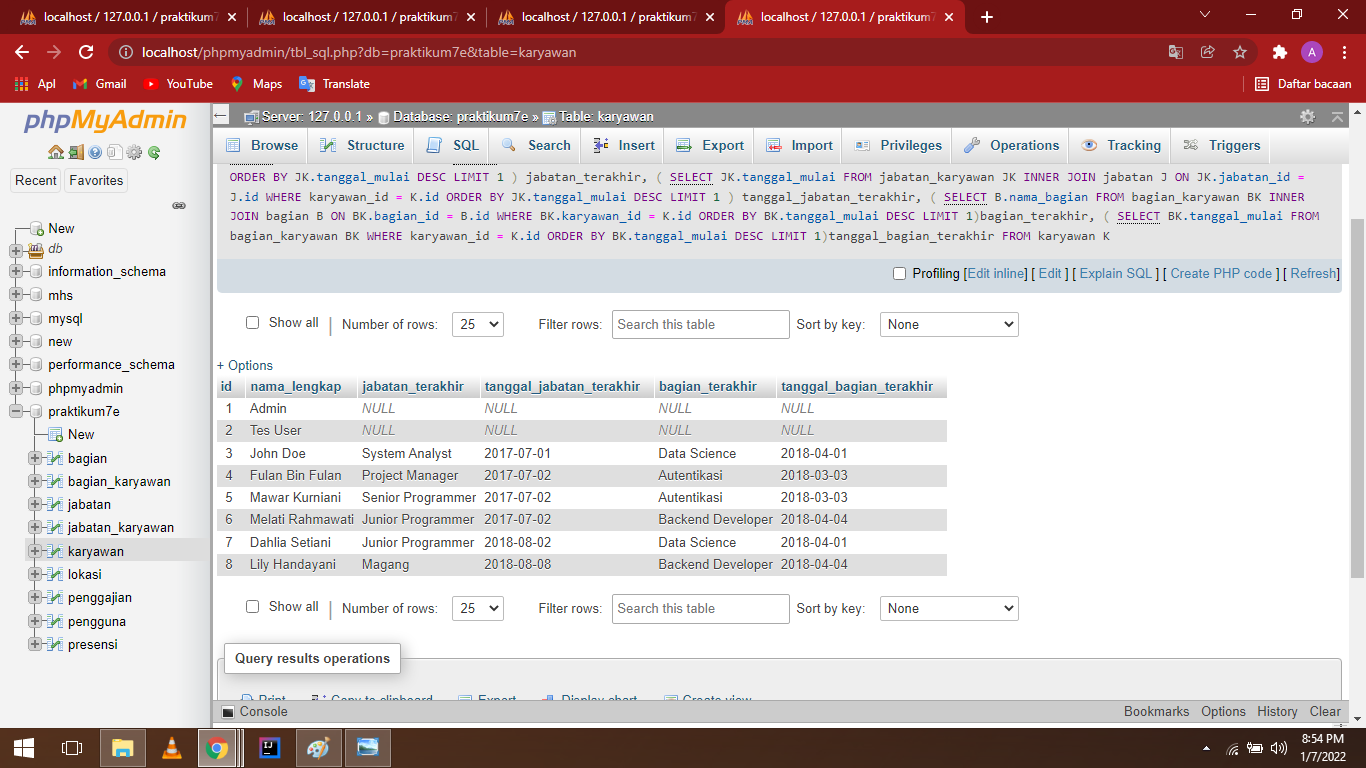 localhost / 127.0.0.1 / praktikum7
localhost / 127.0.0.1 / praktikum7
localhost / 127.0.0.1 / praktikum7
localhost / 127.0.0.1 / praktikum7
localhost/phpmyadmin/tbl_sql.php?db=praktikum7e&table=karyawan
A
Apl Gmail YouTube Maps Translate Daftar bacaan
phpMyAdmin
Recent Favorites
New
db
information_schema
mhs
mysql
new
performance_schema
phpmyadmin
praktikum7e
New
bagian
bagian_karyawan
jabatan
jabatan_karyawan
karyawan
lokasi
penggajian
pengguna
presensi
Server: 127.0.0.1 » Database: praktikum7e » Table: karyawan
Browse Structure SQL Search Insert Export Import Privileges Operations Tracking Triggers
ORDER BY JK.tanggal_mulai DESC LIMIT 1 ) jabatan_terakhir, ( SELECT JK.tanggal_mulai FROM jabatan_karyawan JK INNER JOIN jabatan J ON JK.jabatan_id =
J.id WHERE karyawan_id = K.id ORDER BY JK.tanggal_mulai DESC LIMIT 1 ) tanggal_jabatan_terakhir, ( SELECT B.nama_bagian FROM bagian_karyawan BK INNER
JOIN bagian B ON BK.bagian_id = B.id WHERE BK.karyawan_id = K.id ORDER BY BK.tanggal_mulai DESC LIMIT 1)bagian_terakhir, ( SELECT BK.tanggal_mulai FROM
bagian_karyawan BK WHERE karyawan_id = K.id ORDER BY BK.tanggal_mulai DESC LIMIT 1)tanggal_bagian_terakhir FROM karyawan K
Profiling [Edit inline] [ Edit ] [ Explain SQL ] [ Create PHP code ] [ Refresh]
Show all | Number of rows: 25 Filter rows: Search this table Sort by key: None
+ Options
id nama_lengkap jabatan_terakhir tanggal_jabatan_terakhir bagian_terakhir tanggal_bagian_terakhir
1 Admin NULL NULL NULL NULL
2 Tes User NULL NULL NULL NULL
3 John Doe System Analyst 2017-07-01 Data Science 2018-04-01
4 Fulan Bin Fulan Project Manager 2017-07-02 Autentikasi 2018-03-03
5 Mawar Kurniani Senior Programmer 2017-07-02 Autentikasi 2018-03-03
6 Melati Rahmawati Junior Programmer 2017-07-02 Backend Developer 2018-04-04
7 Dahlia Setiani Junior Programmer 2018-08-02 Data Science 2018-04-01
8 Lily Handayani Magang 2018-08-08 Backend Developer 2018-04-04
Show all | Number of rows: 25 Filter rows: Search this table Sort by key: None
Query results operations
Print Copy to clipboard Export Display chart Create view
Console Bookmarks Options History Clear
8:54 PM
1/7/2022